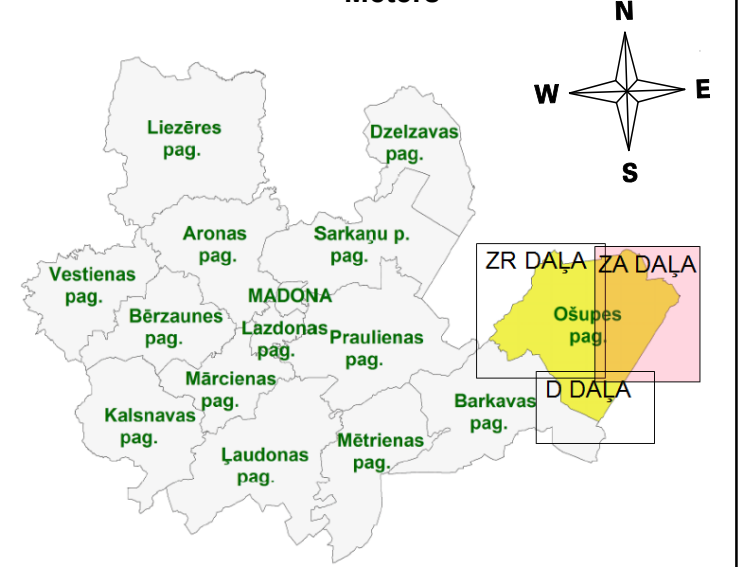 N
W
E
S
Liezēres
pag.
Dzelzavas
pag.
Aronas
pag.
Sarkaņu p.
pag.
Vestienas
pag.
MADONA
Bērzaunes
pag.
Lazdonas
pag.
Praulienas
pag.
ZR DAĻA
ZA DAĻA
Ošupes
pag.
Mārcienas
pag.
D DAĻA
Kalsnavas
pag.
Barkavas
pag.
Ļaudonas
pag.
Mētrienas
pag.